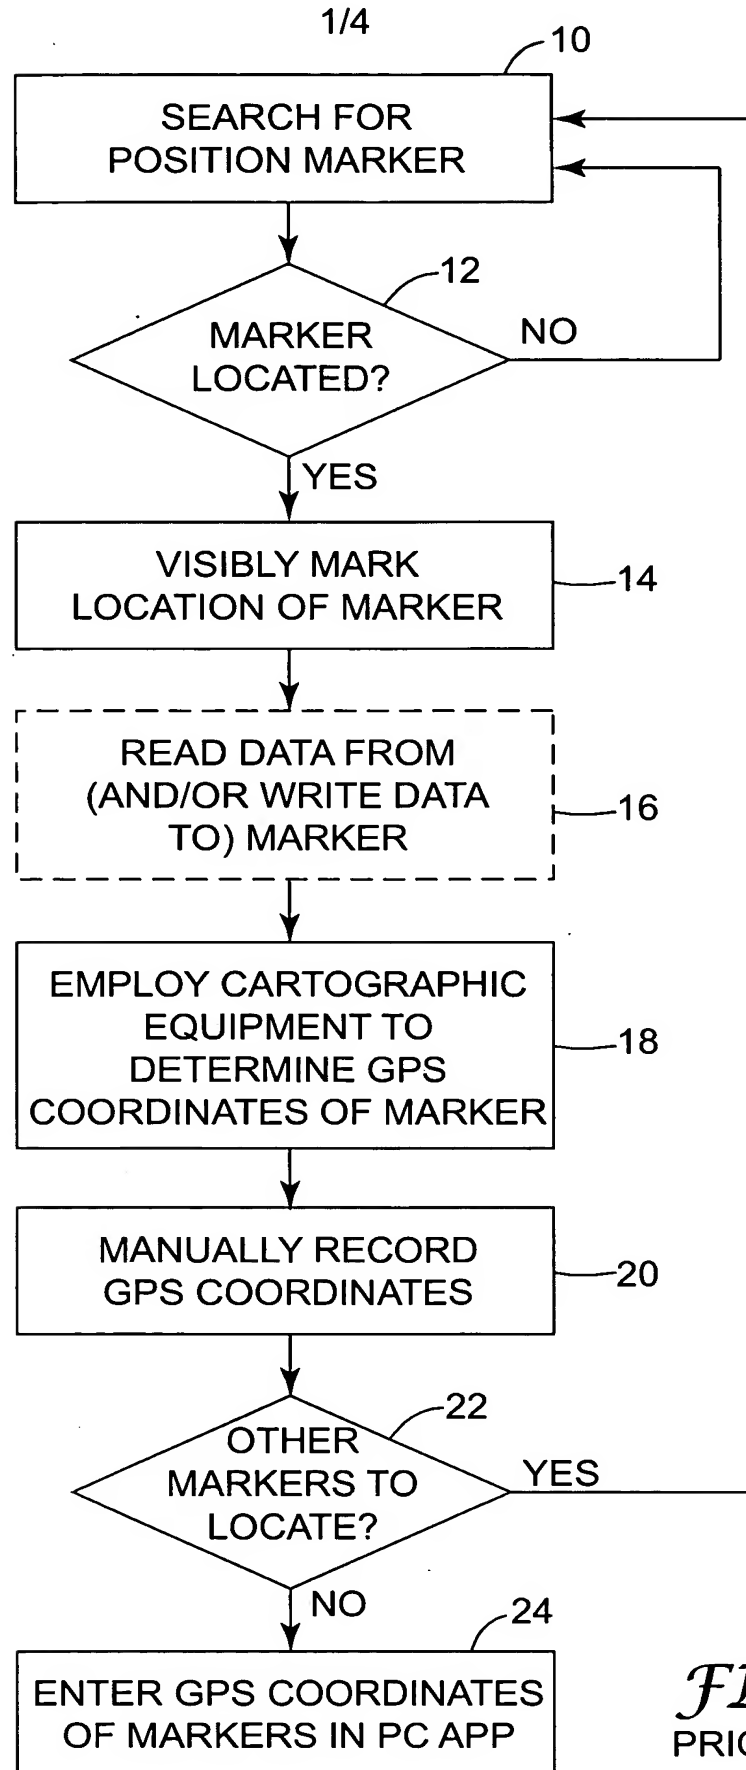 1/4
10
SEARCH FOR
POSITION MARKER
12
MARKER
LOCATED?
NO
YES
VISIBLY MARK
LOCATION OF MARKER
14
READ DATA FROM
(AND/OR WRITE DATA
TO) MARKER
16
EMPLOY CARTOGRAPHIC
EQUIPMENT TO
DETERMINE GPS
COORDINATES OF MARKER
18
MANUALLY RECORD
GPS COORDINATES
20
22
OTHER
MARKERS TO
LOCATE?
YES
NO
24
ENTER GPS COORDINATES
OF MARKERS IN PC APP